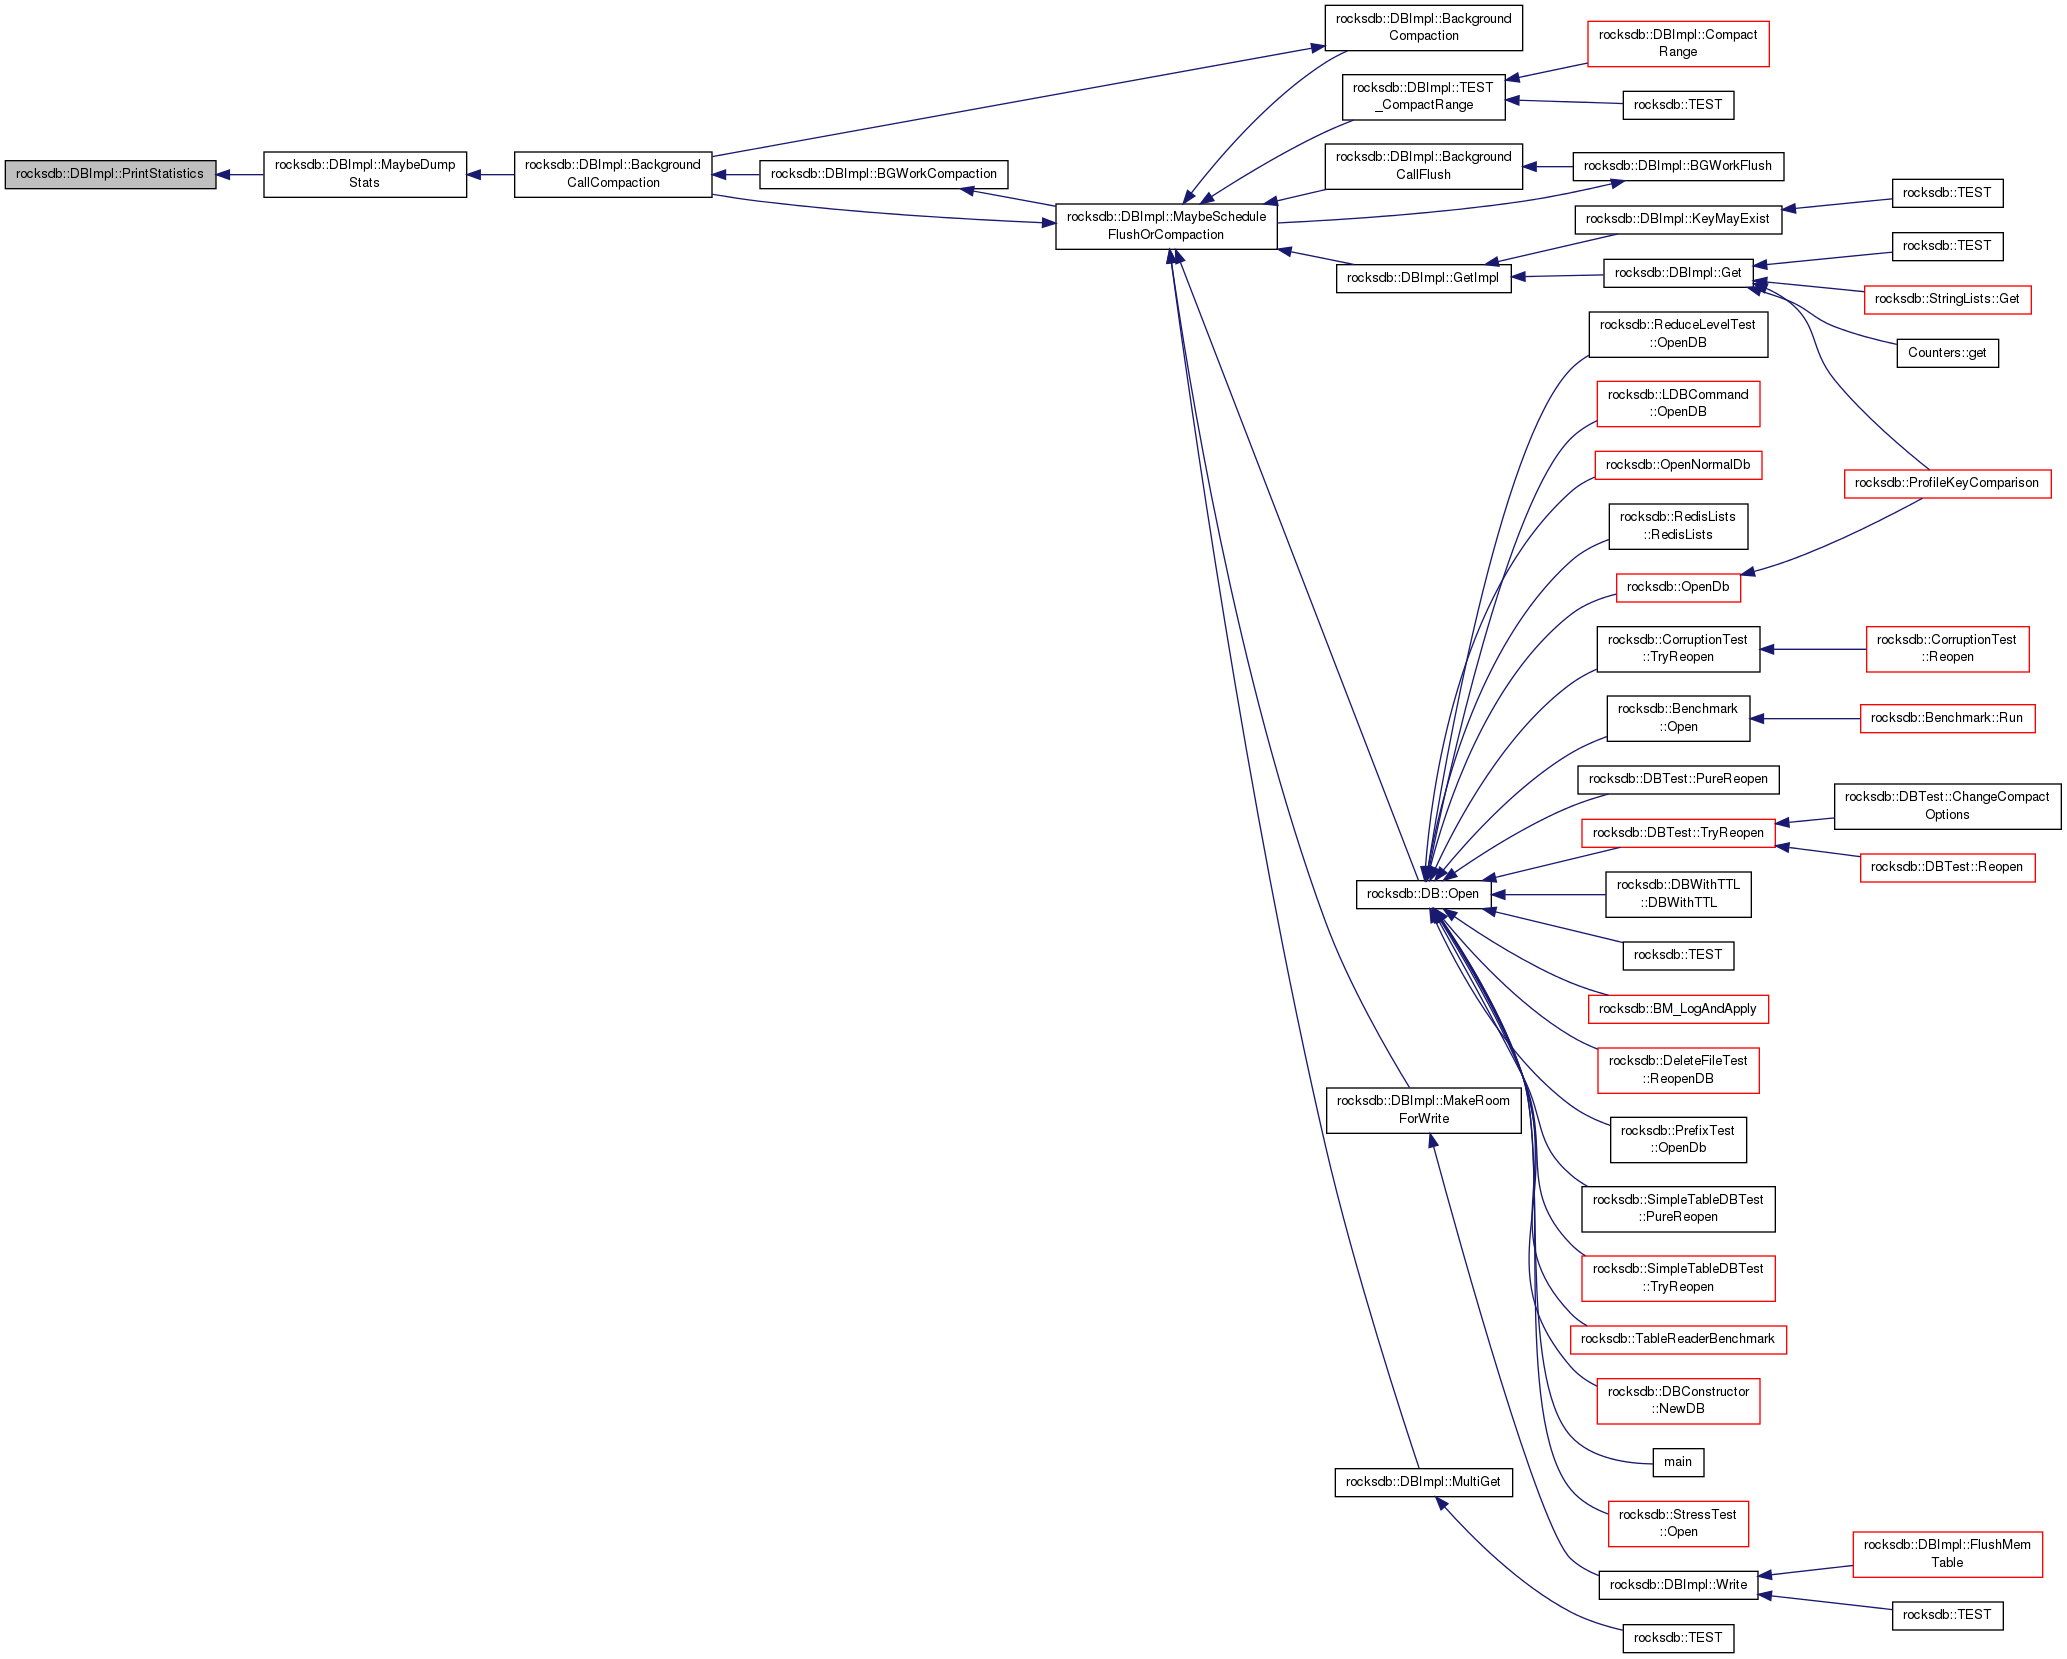 rocksdb::DBImpl::PrintStatistics
rocksdb::DBImpl::MaybeDump
Stats
rocksdb::DBImpl::Background
CallCompaction
rocksdb::DBImpl::BGWorkCompaction
rocksdb::DBImpl::MaybeSchedule
FlushOrCompaction
rocksdb::DBImpl::Background
Compaction
rocksdb::DBImpl::TEST
_CompactRange
rocksdb::DBImpl::Compact
Range
rocksdb::TEST
rocksdb::DBImpl::Background
CallFlush
rocksdb::DBImpl::BGWorkFlush
rocksdb::DBImpl::GetImpl
rocksdb::DBImpl::KeyMayExist
rocksdb::TEST
rocksdb::DBImpl::Get
rocksdb::TEST
rocksdb::StringLists::Get
Counters::get
rocksdb::ProfileKeyComparison
rocksdb::DB::Open
rocksdb::ReduceLevelTest
::OpenDB
rocksdb::LDBCommand
::OpenDB
rocksdb::OpenNormalDb
rocksdb::RedisLists
::RedisLists
rocksdb::OpenDb
rocksdb::CorruptionTest
::TryReopen
rocksdb::CorruptionTest
::Reopen
rocksdb::Benchmark
::Open
rocksdb::Benchmark::Run
rocksdb::DBTest::PureReopen
rocksdb::DBTest::TryReopen
rocksdb::DBTest::ChangeCompact
Options
rocksdb::DBTest::Reopen
rocksdb::DBWithTTL
::DBWithTTL
rocksdb::TEST
rocksdb::BM_LogAndApply
rocksdb::DeleteFileTest
::ReopenDB
rocksdb::PrefixTest
::OpenDb
rocksdb::SimpleTableDBTest
::PureReopen
rocksdb::SimpleTableDBTest
::TryReopen
rocksdb::TableReaderBenchmark
rocksdb::DBConstructor
::NewDB
main
rocksdb::StressTest
::Open
rocksdb::DBImpl::MakeRoom
ForWrite
rocksdb::DBImpl::Write
rocksdb::DBImpl::FlushMem
Table
rocksdb::TEST
rocksdb::DBImpl::MultiGet
rocksdb::TEST